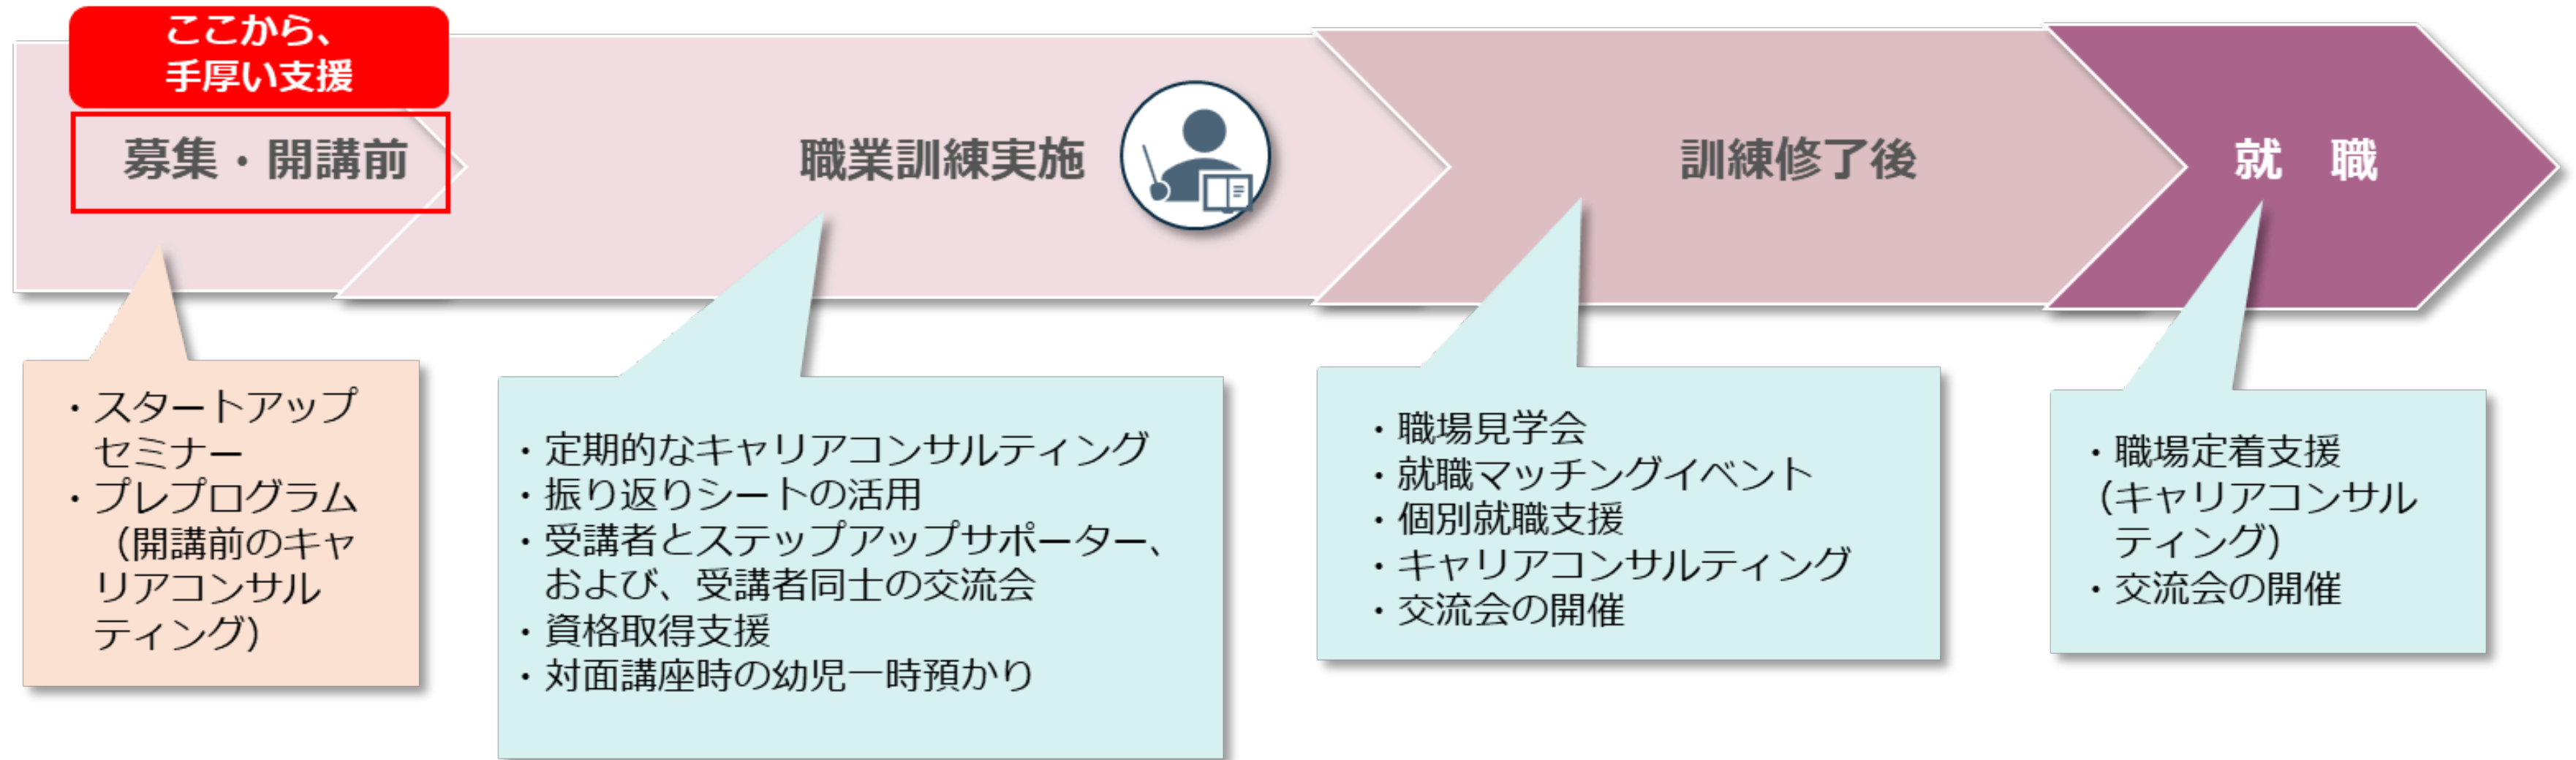 ここから、
手厚い支援
募集・開講前
職業訓練実施
訓練修了後
就　職
・スタートアップ
セミナー
・プレプログラム
（開講前のキャ
リアコンサル
ティング）
・定期的なキャリアコンサルティング
・振り返りシートの活用
・受講者とステップアップサポーター、
および、受講者同士の交流会
・資格取得支援
・対面講座時の幼児一時預かり
・職場見学会
・就職マッチングイベント
・個別就職支援
・キャリアコンサルティング
・交流会の開催
・職場定着支援
（キャリアコンサル
ティング）
・交流会の開催